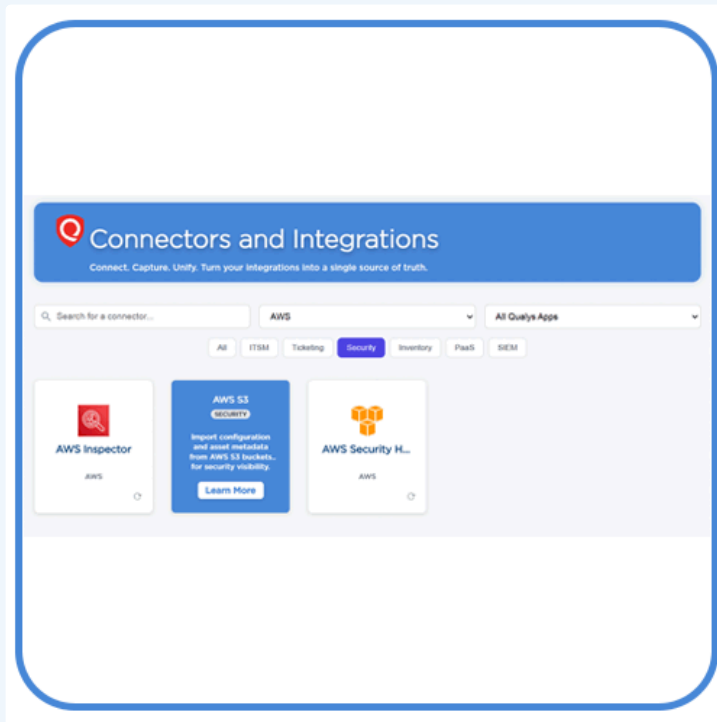 Connectors and Integrations
Connect. Capture. Unify. Turn your integrations into a single source of truth.
Search for a connector...
AWS
All Qualys Apps
All
ITSM
Ticketing
Security
Inventory
PaaS
SIEM
AWS Inspector
AWS
AWS S3
SECURITY
Import configuration
and asset metadata
from AWS S3 buckets..
for security visibility.
Learn More
AWS Security H...
AWS